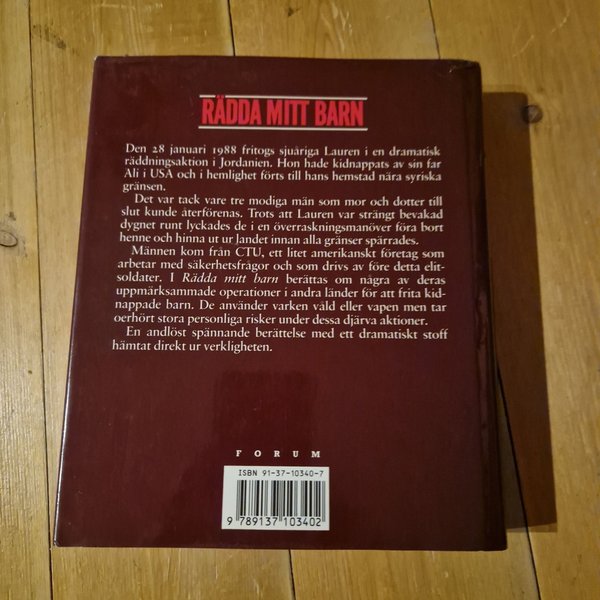 RÄDDA MITT BARN
Den 28 januari 1988 fritogs sjuåriga Lauren i en dramatisk
räddningsaktion i Jordanien. Hon hade kidnappats av sin far
Ali i USA och i hemlighet förts till hans hemstad nära syriska
gränsen.
Det var tack vare tre modiga män som mor och dotter till
slut kunde återförenas. Trots att Lauren var strängt bevakad
dygnet runt lyckades de i en överraskningsmanöver föra bort
henne och hinna ut ur landet innan alla gränser spärrades.
Männen kom från CTU, ett litet amerikanskt företag som
arbetar med säkerhetsfrågor och som drivs av före detta elit-
soldater. I Rädda mitt barn berättas om några av deras
uppmärksammade operationer i andra länder för att frita kid-
nappade barn. De använder varken våld eller vapen men tar
oerhört stora personliga risker under dessa djärva aktioner.
En andlöst spännande berättelse med ett dramatiskt stoff
hämtat direkt ur verkligheten.
FORUM
ISBN 91-37-10340-7
9 789137 103402